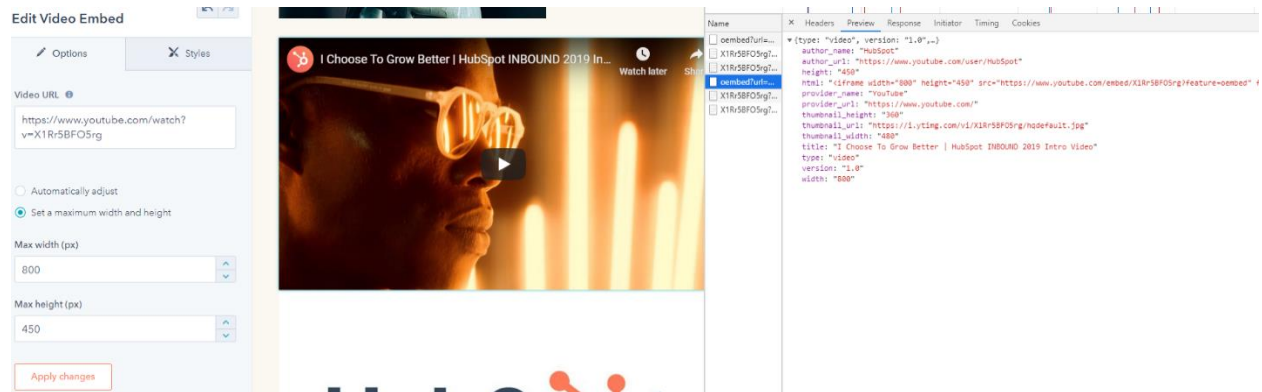 Edit Video Embed
Options
Styles
Video URL
https://www.youtube.com/watch?
v=X1Rr5BFO5rg
Automatically adjust
Set a maximum width and height
Max width (px)
800
Max height (px)
450
Apply changes
I Choose To Grow Better | HubSpot INBOUND 2019 In...
Watch later
Name
oembed?url=...
X1Rr5BFO5rg?...
X1Rr5BFO5rg?...
oembed?url=...
X1Rr5BFO5rg?...
X1Rr5BFO5rg?...
× Headers Preview Response Initiator Timing Cookies
▼{type: "video", version: "1.0",…}
author_name: "HubSpot"
author_url: "https://www.youtube.com/user/HubSpot"
height: "450"
html: "<iframe width="800" height="450" src="https://www.youtube.com/embed/X1Rr5BFO5rg?feature=oembed"
provider_name: "YouTube"
provider_url: "https://www.youtube.com/"
thumbnail_height: "360"
thumbnail_url: "https://i.ytimg.com/vi/X1Rr5BFO5rg/hqdefault.jpg"
thumbnail_width: "480"
title: "I Choose To Grow Better | HubSpot INBOUND 2019 Intro Video"
type: "video"
version: "1.0"
width: "800"